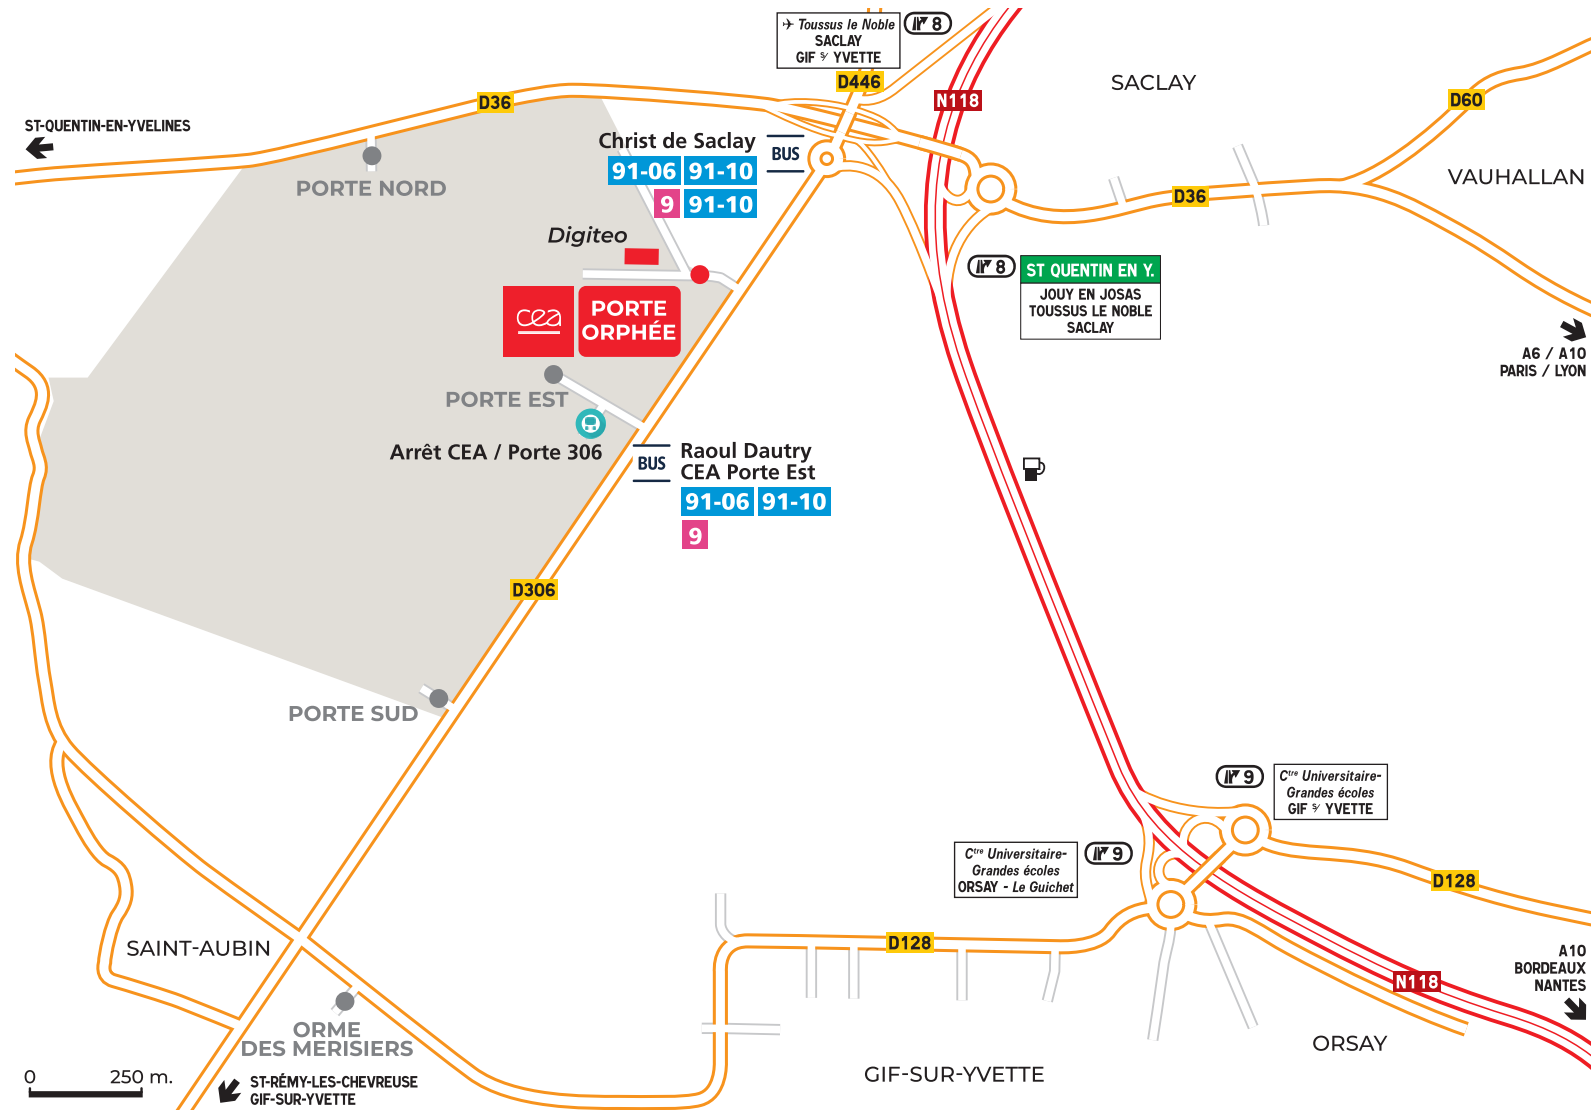 ✈ Toussus le Noble
SACLAY
GIF s/ YVETTE
8
D446
N118
SACLAY
D60
D36
ST-QUENTIN-EN-YVELINES
Christ de Saclay
BUS
91-06 91-10
9 91-10
PORTE NORD
VAUHALLAN
D36
Digiteo
8
ST QUENTIN EN Y.
JOUY EN JOSAS
TOUSSUS LE NOBLE
SACLAY
cea
PORTE
ORPHÉE
A6 / A10
PARIS / LYON
PORTE EST
Arrêt CEA / Porte 306
BUS
Raoul Dautry
CEA Porte Est
91-06 91-10
9
D306
PORTE SUD
9
Ctre Universitaire-
Grandes écoles
GIF s/ YVETTE
Ctre Universitaire-
Grandes écoles
ORSAY - Le Guichet
9
D128
D128
SAINT-AUBIN
A10
BORDEAUX
NANTES
N118
ORME
DES MERISIERS
ORSAY
GIF-SUR-YVETTE
0 250 m.
ST-RÉMY-LES-CHEVREUSE
GIF-SUR-YVETTE